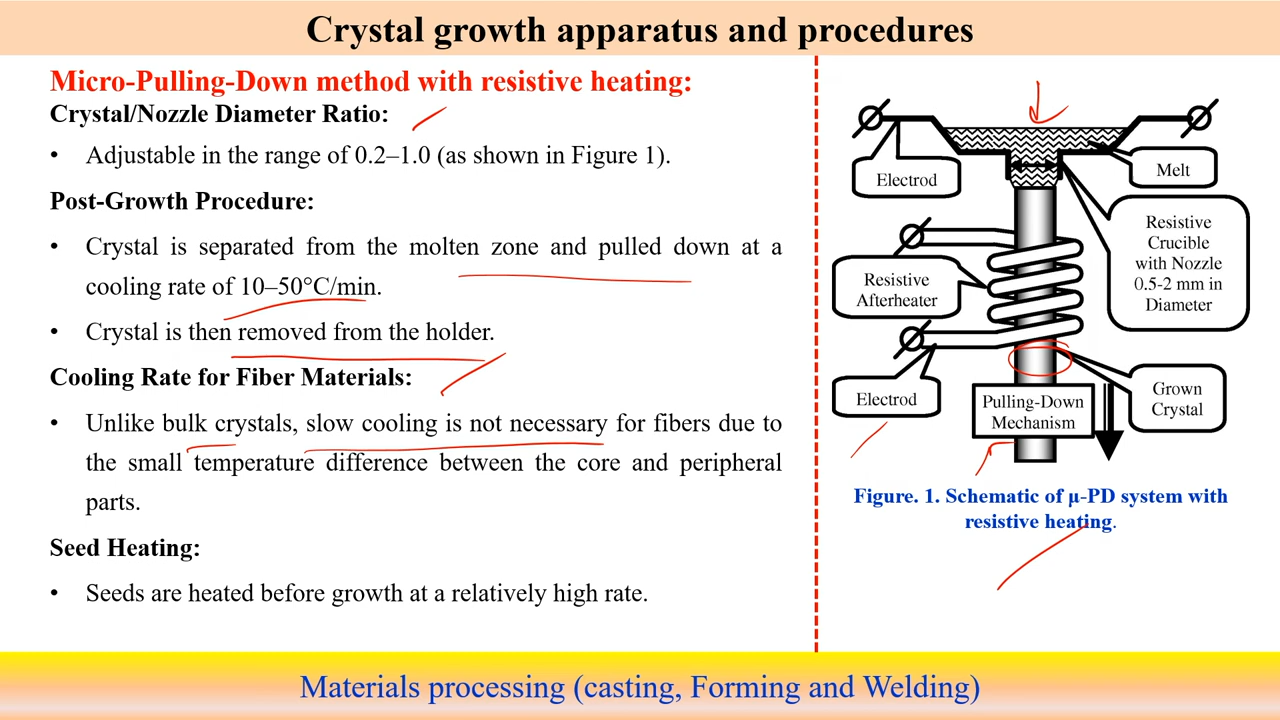 Crystal growth apparatus and procedures
Micro-Pulling-Down method with resistive heating:
Crystal/Nozzle Diameter Ratio:
• Adjustable in the range of 0.2–1.0 (as shown in Figure 1).
Post-Growth Procedure:
• Crystal is separated from the molten zone and pulled down at a
cooling rate of 10–50°C/min.
• Crystal is then removed from the holder.
Cooling Rate for Fiber Materials:
• Unlike bulk crystals, slow cooling is not necessary for fibers due to
the small temperature difference between the core and peripheral
parts.
Seed Heating:
• Seeds are heated before growth at a relatively high rate.
Electrod
Melt
Resistive
Crucible
with Nozzle
0.5-2 mm in
Diameter
Resistive
Afterheater
Electrod
Pulling-Down
Mechanism
Grown
Crystal
Figure. 1. Schematic of μ-PD system with
resistive heating.
Materials processing (casting, Forming and Welding)